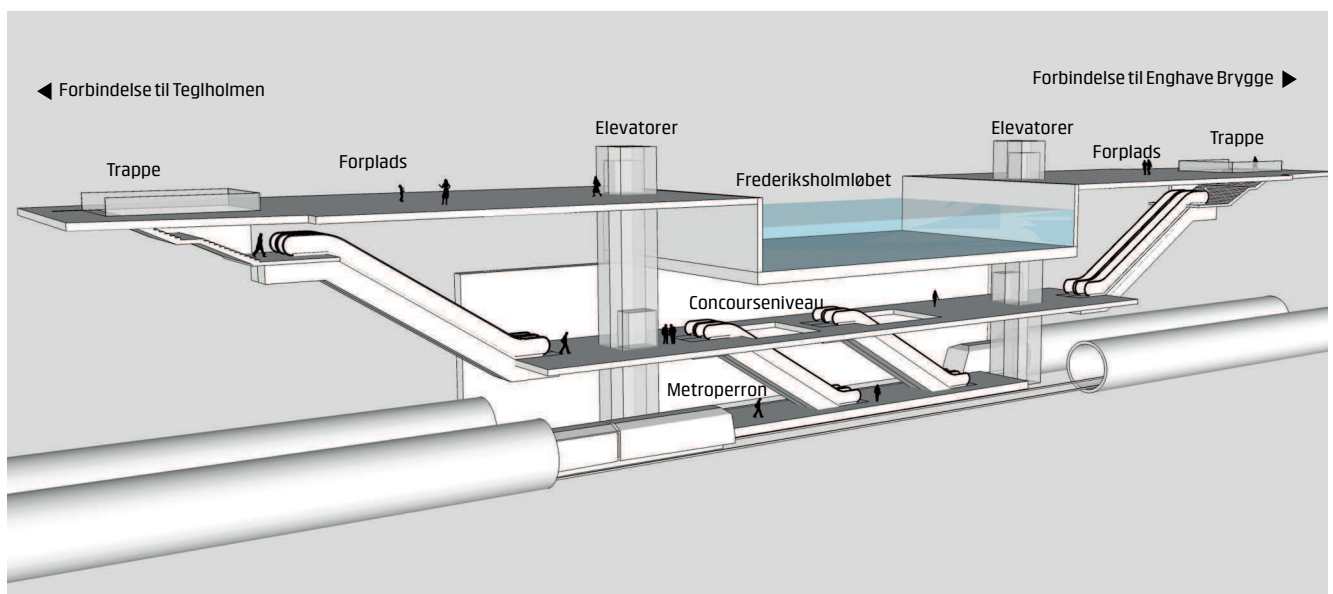 Forbindelse til Teglholmen
Forbindelse til Enghave Brygge
Elevatorer
Elevatorer
Trappe
Forplads
Forplads
Trappe
Frederiksholmløbet
Concourseniveau
Metroperron